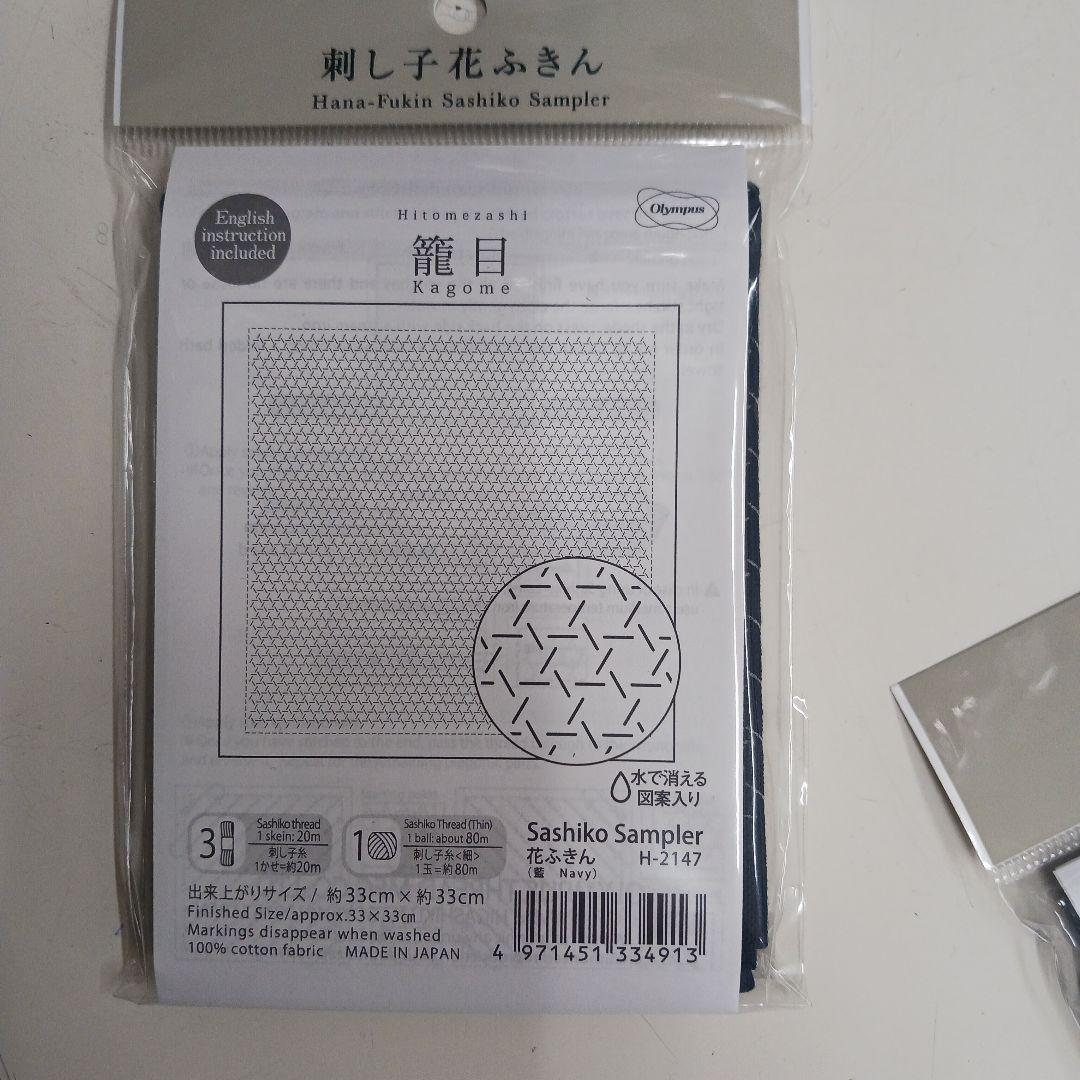 刺し子花ふきん
Hana-Fukin Sashiko Sampler
English
instruction
included
Hitomezashi
籠目
Kagome
Olympus
水で消える
図案入り
3
Sashiko thread
1 skein: 20m
刺し子糸
1かせ=約20m
1
Sashiko Thread (Thin)
1 ball: about 80m
刺し子糸<細>
1玉=約80m
Sashiko Sampler
花ふきん H-2147
(藍 Navy)
出来上がりサイズ / 約33cm×約33cm
Finished Size/approx.33×33㎝
Markings disappear when washed
100% cotton fabric MADE IN JAPAN
4 971451 334913